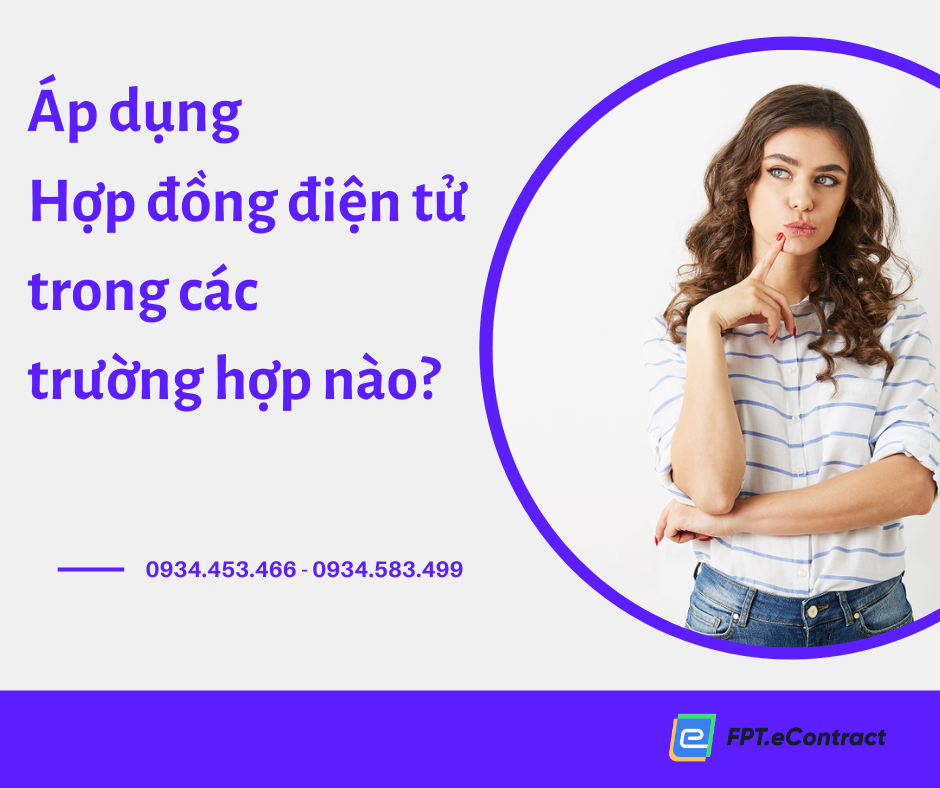 Áp dụng
Hợp đồng điện tử
trong các
trường hợp nào?
0934.453.466 - 0934.583.499
FPT.eContract